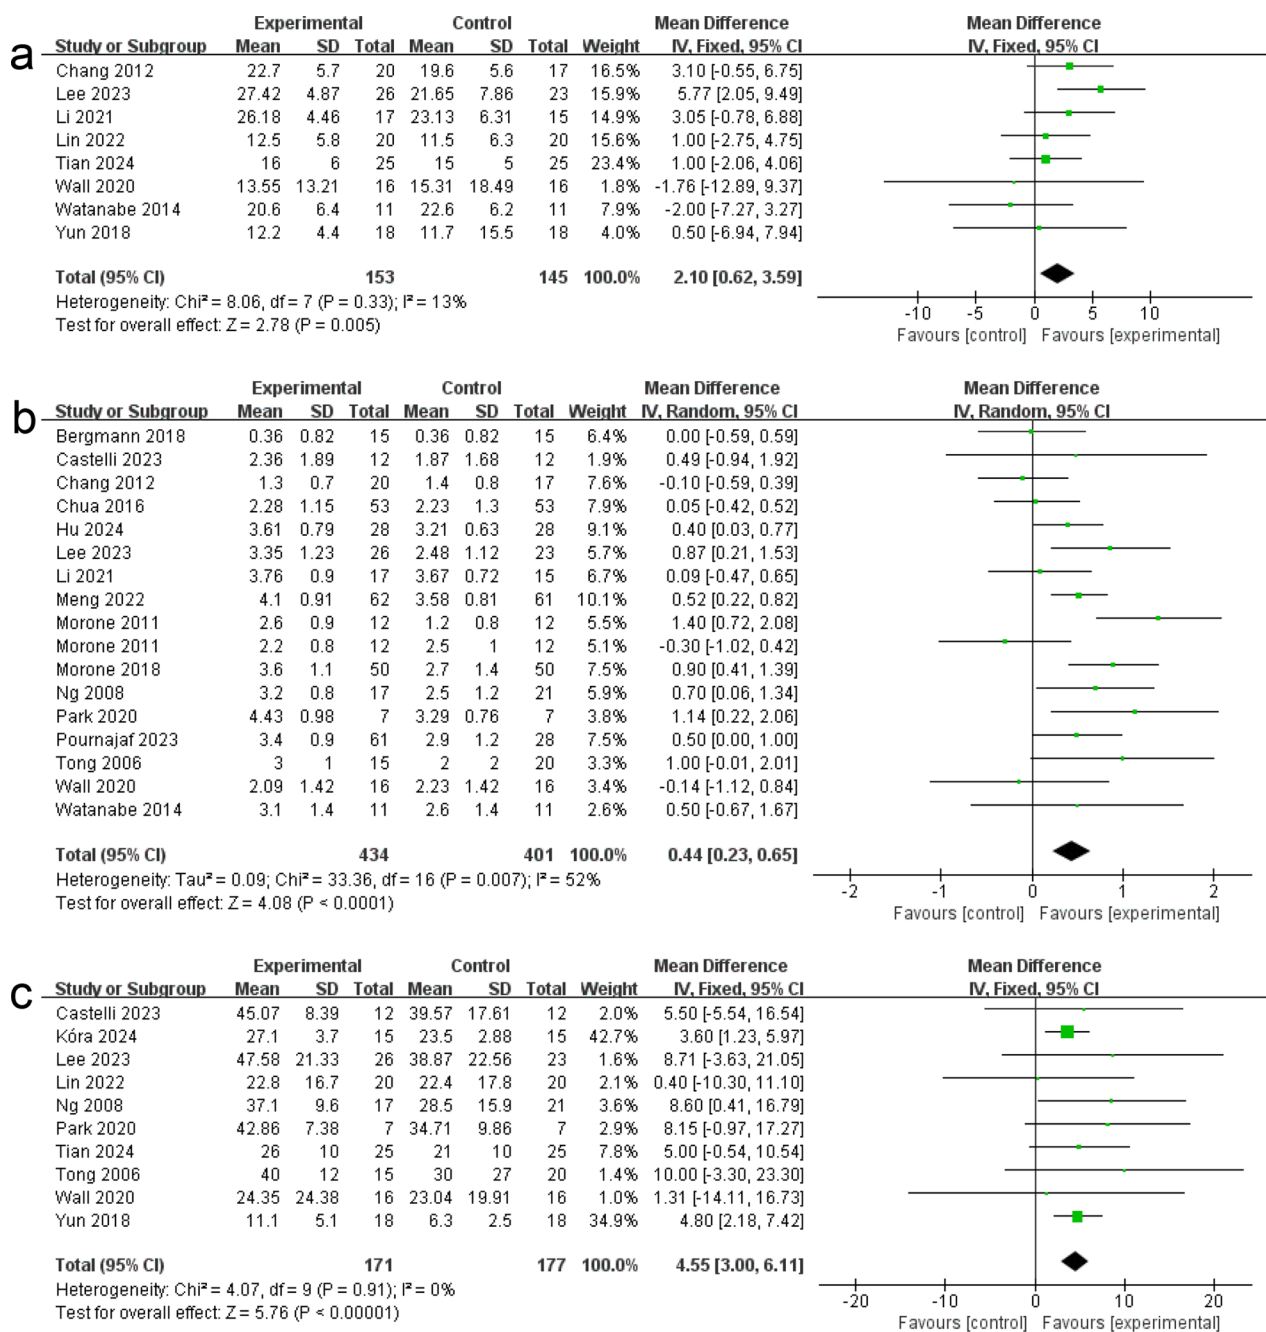 a
Experimental Control Mean Difference Mean Difference
Study or Subgroup Mean SD Total Mean SD Total Weight IV, Fixed, 95% CI IV, Fixed, 95% CI
Chang 2012 22.7 5.7 20 19.6 5.6 17 16.5% 3.10 [-0.55, 6.75]
Lee 2023 27.42 4.87 26 21.65 7.86 23 15.9% 5.77 [2.05, 9.49]
Li 2021 26.18 4.46 17 23.13 6.31 15 14.9% 3.05 [-0.78, 6.88]
Lin 2022 12.5 5.8 20 11.5 6.3 20 15.6% 1.00 [-2.75, 4.75]
Tian 2024 16 6 25 15 5 25 23.4% 1.00 [-2.06, 4.06]
Wall 2020 13.55 13.21 16 15.31 18.49 16 1.8% -1.76 [-12.89, 9.37]
Watanabe 2014 20.6 6.4 11 22.6 6.2 11 7.9% -2.00 [-7.27, 3.27]
Yun 2018 12.2 4.4 18 11.7 15.5 18 4.0% 0.50 [-6.94, 7.94]
Total (95% CI) 153 145 100.0% 2.10 [0.62, 3.59]
Heterogeneity: Chi² = 8.06, df = 7 (P = 0.33); I² = 13%
Test for overall effect: Z = 2.78 (P = 0.005)
-10 -5 0 5 10
Favours [control] Favours [experimental]
b
Experimental Control Mean Difference Mean Difference
Study or Subgroup Mean SD Total Mean SD Total Weight IV, Random, 95% CI IV, Random, 95% CI
Bergmann 2018 0.36 0.82 15 0.36 0.82 15 6.4% 0.00 [-0.59, 0.59]
Castelli 2023 2.36 1.89 12 1.87 1.68 12 1.9% 0.49 [-0.94, 1.92]
Chang 2012 1.3 0.7 20 1.4 0.8 17 7.6% -0.10 [-0.59, 0.39]
Chua 2016 2.28 1.15 53 2.23 1.3 53 7.9% 0.05 [-0.42, 0.52]
Hu 2024 3.61 0.79 28 3.21 0.63 28 9.1% 0.40 [0.03, 0.77]
Lee 2023 3.35 1.23 26 2.48 1.12 23 5.7% 0.87 [0.21, 1.53]
Li 2021 3.76 0.9 17 3.67 0.72 15 6.7% 0.09 [-0.47, 0.65]
Meng 2022 4.1 0.91 62 3.58 0.81 61 10.1% 0.52 [0.22, 0.82]
Morone 2011 2.6 0.9 12 1.2 0.8 12 5.5% 1.40 [0.72, 2.08]
Morone 2011 2.2 0.8 12 2.5 1 12 5.1% -0.30 [-1.02, 0.42]
Morone 2018 3.6 1.1 50 2.7 1.4 50 7.5% 0.90 [0.41, 1.39]
Ng 2008 3.2 0.8 17 2.5 1.2 21 5.9% 0.70 [0.06, 1.34]
Park 2020 4.43 0.98 7 3.29 0.76 7 3.8% 1.14 [0.22, 2.06]
Pournajaf 2023 3.4 0.9 61 2.9 1.2 28 7.5% 0.50 [0.00, 1.00]
Tong 2006 3 1 15 2 2 20 3.3% 1.00 [-0.01, 2.01]
Wall 2020 2.09 1.42 16 2.23 1.42 16 3.4% -0.14 [-1.12, 0.84]
Watanabe 2014 3.1 1.4 11 2.6 1.4 11 2.6% 0.50 [-0.67, 1.67]
Total (95% CI) 434 401 100.0% 0.44 [0.23, 0.65]
Heterogeneity: Tau² = 0.09; Chi² = 33.36, df = 16 (P = 0.007); I² = 52%
Test for overall effect: Z = 4.08 (P < 0.0001)
-2 -1 0 1 2
Favours [control] Favours [experimental]
c
Experimental Control Mean Difference Mean Difference
Study or Subgroup Mean SD Total Mean SD Total Weight IV, Fixed, 95% CI IV, Fixed, 95% CI
Castelli 2023 45.07 8.39 12 39.57 17.61 12 2.0% 5.50 [-5.54, 16.54]
Kóra 2024 27.1 3.7 15 23.5 2.88 15 42.7% 3.60 [1.23, 5.97]
Lee 2023 47.58 21.33 26 38.87 22.56 23 1.6% 8.71 [-3.63, 21.05]
Lin 2022 22.8 16.7 20 22.4 17.8 20 2.1% 0.40 [-10.30, 11.10]
Ng 2008 37.1 9.6 17 28.5 15.9 21 3.6% 8.60 [0.41, 16.79]
Park 2020 42.86 7.38 7 34.71 9.86 7 2.9% 8.15 [-0.97, 17.27]
Tian 2024 26 10 25 21 10 25 7.8% 5.00 [-0.54, 10.54]
Tong 2006 40 12 15 30 27 20 1.4% 10.00 [-3.30, 23.30]
Wall 2020 24.35 24.38 16 23.04 19.91 16 1.0% 1.31 [-14.11, 16.73]
Yun 2018 11.1 5.1 18 6.3 2.5 18 34.9% 4.80 [2.18, 7.42]
Total (95% CI) 171 177 100.0% 4.55 [3.00, 6.11]
Heterogeneity: Chi² = 4.07, df = 9 (P = 0.91); I² = 0%
Test for overall effect: Z = 5.76 (P < 0.00001)
-20 -10 0 10 20
Favours [control] Favours [experimental]